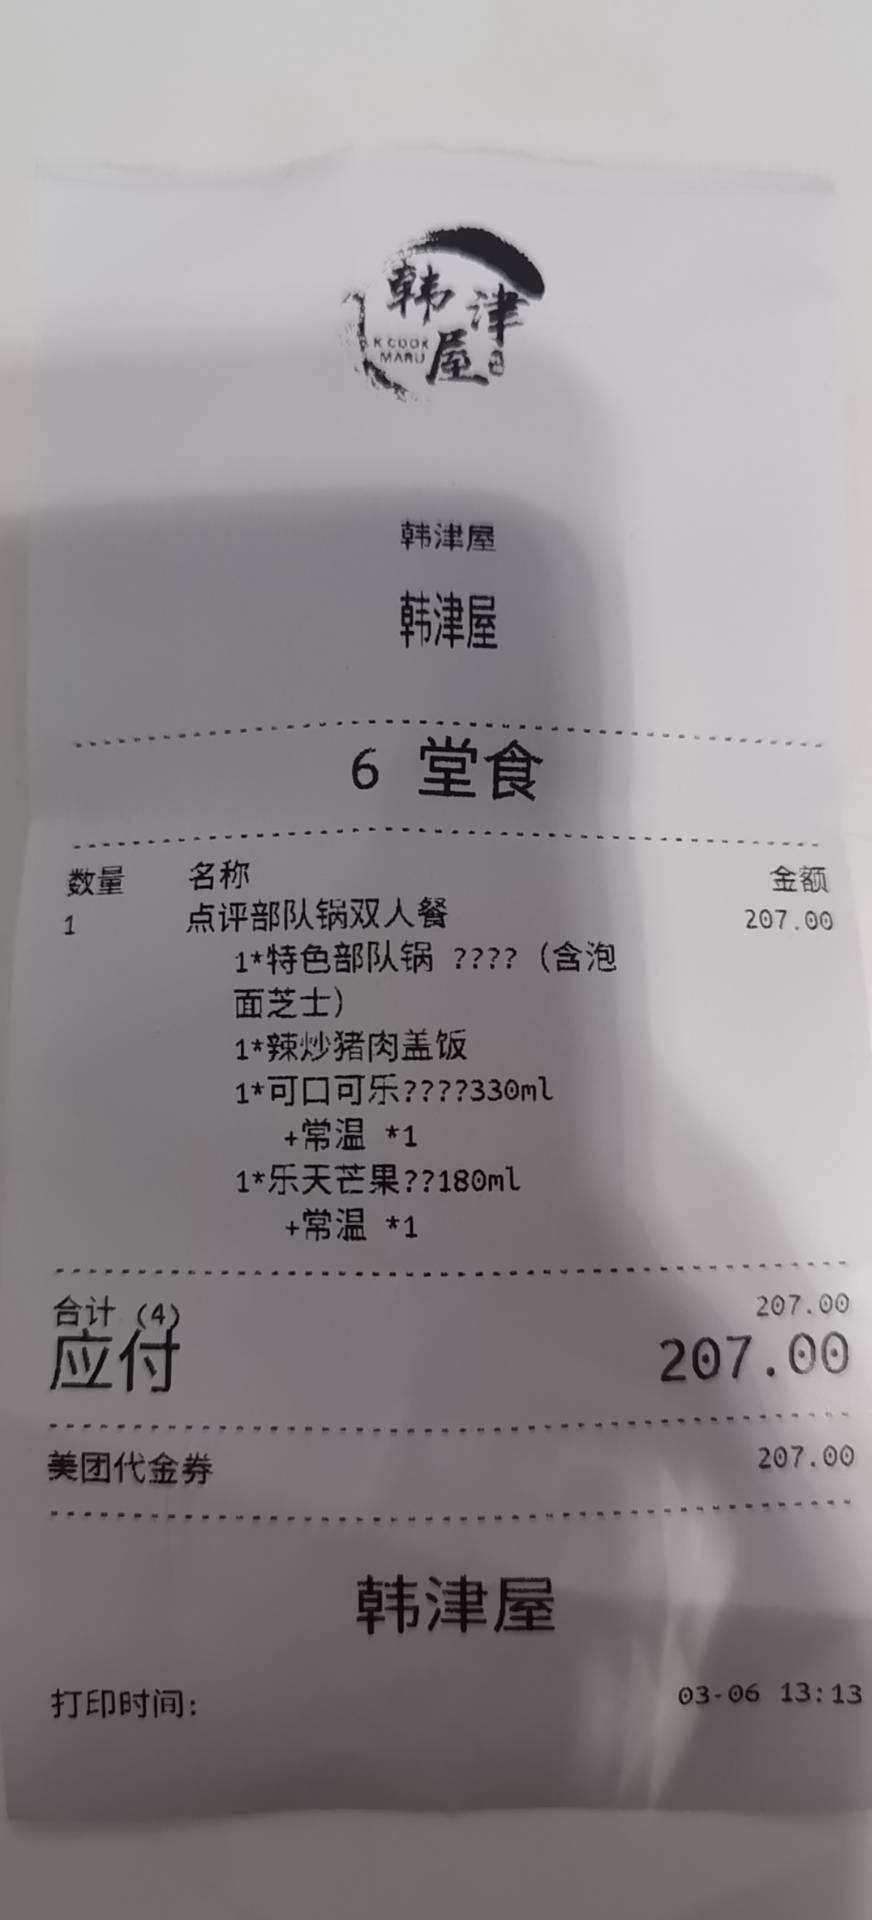 韩津屋
K COOK
MARU
韩津屋
韩津屋
6 堂食
数量 名称 金额
1 点评部队锅双人餐 207.00
1*特色部队锅 ????（含泡
面芝士）
1*辣炒猪肉盖饭
1*可口可乐????330ml
+常温 *1
1*乐天芒果??180ml
+常温 *1
合计 (4) 207.00
应付 207.00
美团代金券 207.00
韩津屋
打印时间: 03-06 13:13